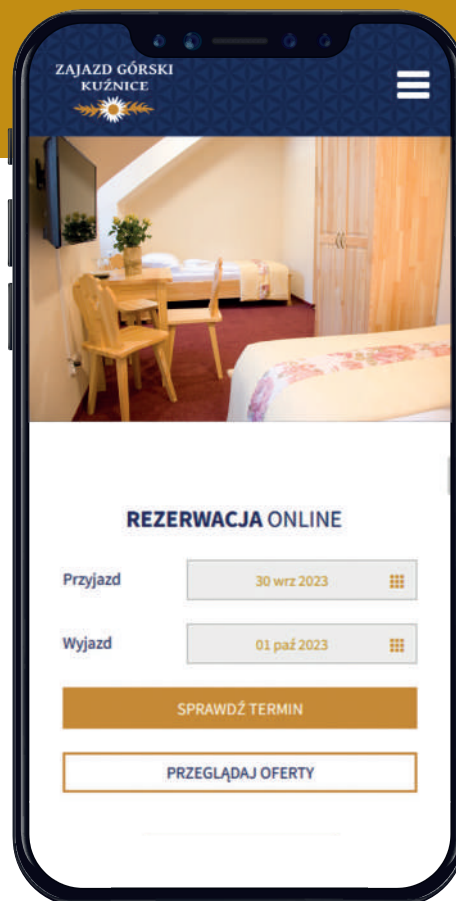 ZAJAZD GÓRSKI
KUŹNICE
REZERWACJA ONLINE
Przyjazd
30 wrz 2023
Wyjazd
01 paź 2023
SPRAWDŹ TERMIN
PRZEGLĄDAJ OFERTY